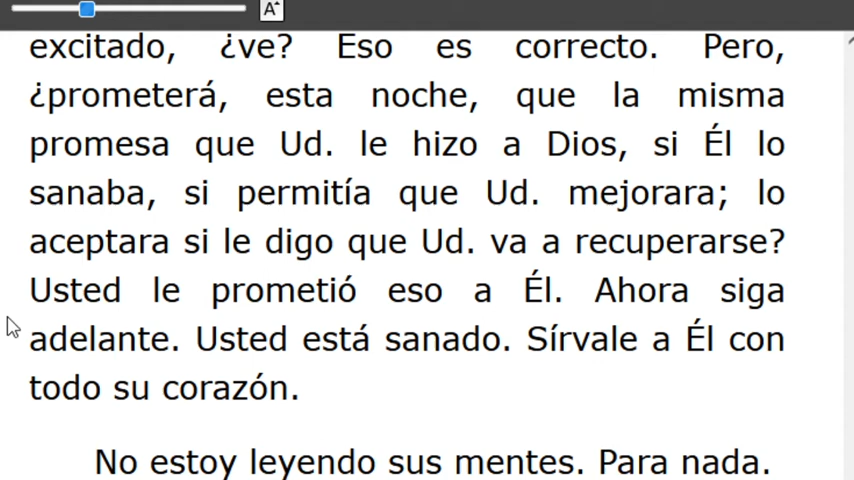 A
excitado, ¿ve? Eso es correcto. Pero,
¿prometerá, esta noche, que la misma
promesa que Ud. le hizo a Dios, si Él lo
sanaba, si permitía que Ud. mejorara; lo
aceptara si le digo que Ud. va a recuperarse?
Usted le prometió eso a Él. Ahora siga
adelante. Usted está sanado. Sírvale a Él con
todo su corazón.
No estoy leyendo sus mentes. Para nada.